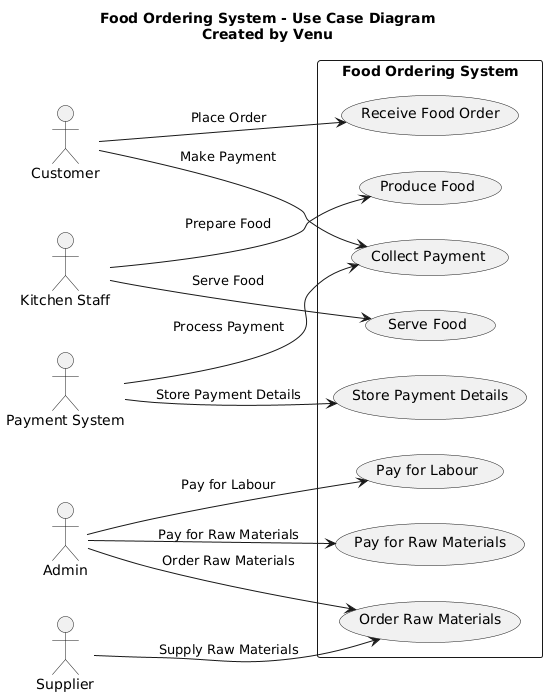 Food Ordering System - Use Case Diagram
Created by Venu
Food Ordering System
Place Order
Receive Food Order
Make Payment
Customer
Produce Food
Prepare Food
Collect Payment
Serve Food
Kitchen Staff
Process Payment
Serve Food
Store Payment Details
Store Payment Details
Payment System
Pay for Labour
Pay for Labour
Pay for Raw Materials
Pay for Raw Materials
Order Raw Materials
Admin
Order Raw Materials
Supply Raw Materials
Supplier